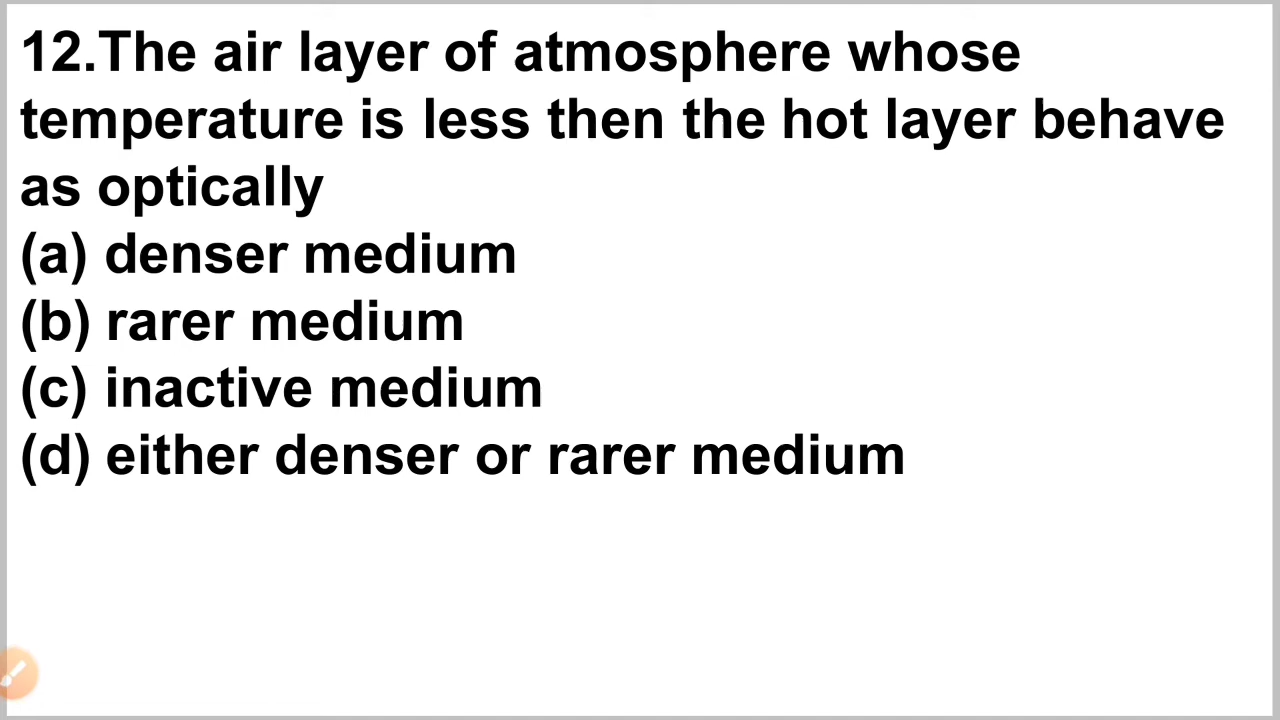 12.The air layer of atmosphere whose
temperature is less then the hot layer behave
as optically
(a) denser medium
(b) rarer medium
(c) inactive medium
(d) either denser or rarer medium